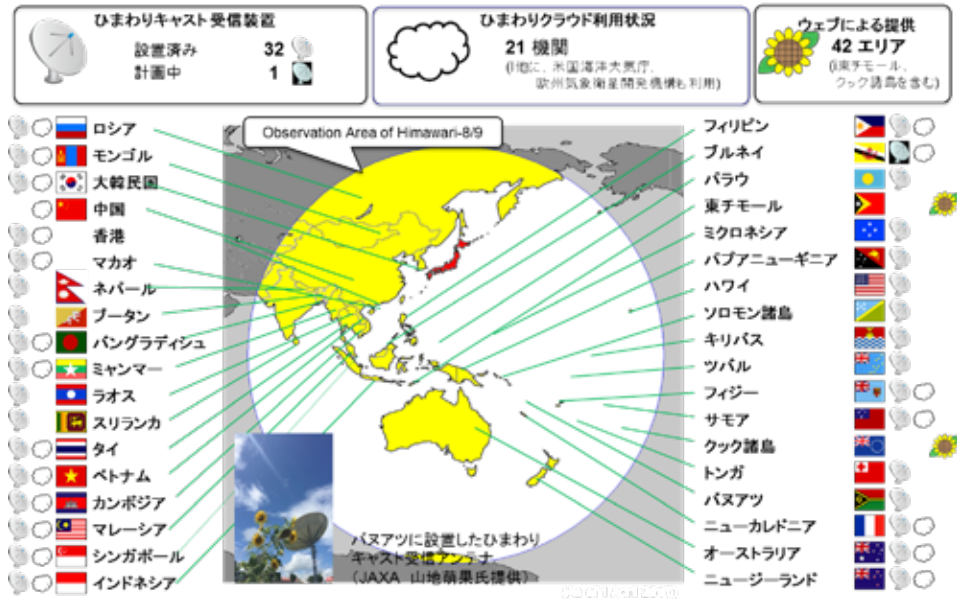 ひまわりキャスト受信装置
設置済み 32
計画中 1
ひまわりクラウド利用状況
21 機関
(他に、米国海洋大気庁、
欧州気象衛星開発機構も利用)
ウェブによる提供
42 エリア
(東チモール、
クック諸島を含む)
Observation Area of Himawari-8/9
ロシア
モンゴル
大韓民国
中国
香港
マカオ
ネパール
ブータン
バングラディシュ
ミャンマー
ラオス
スリランカ
タイ
ベトナム
カンボジア
マレーシア
シンガポール
インドネシア
フィリピン
ブルネイ
パラウ
東チモール
ミクロネシア
パプアニューギニア
ハワイ
ソロモン諸島
キリバス
ツバル
フィジー
サモア
クック諸島
トンガ
バヌアツ
ニューカレドニア
オーストラリア
ニュージーランド
バヌアツに設置したひまわり
キャスト受信アンテナ
(JAXA 山地萌果氏提供)